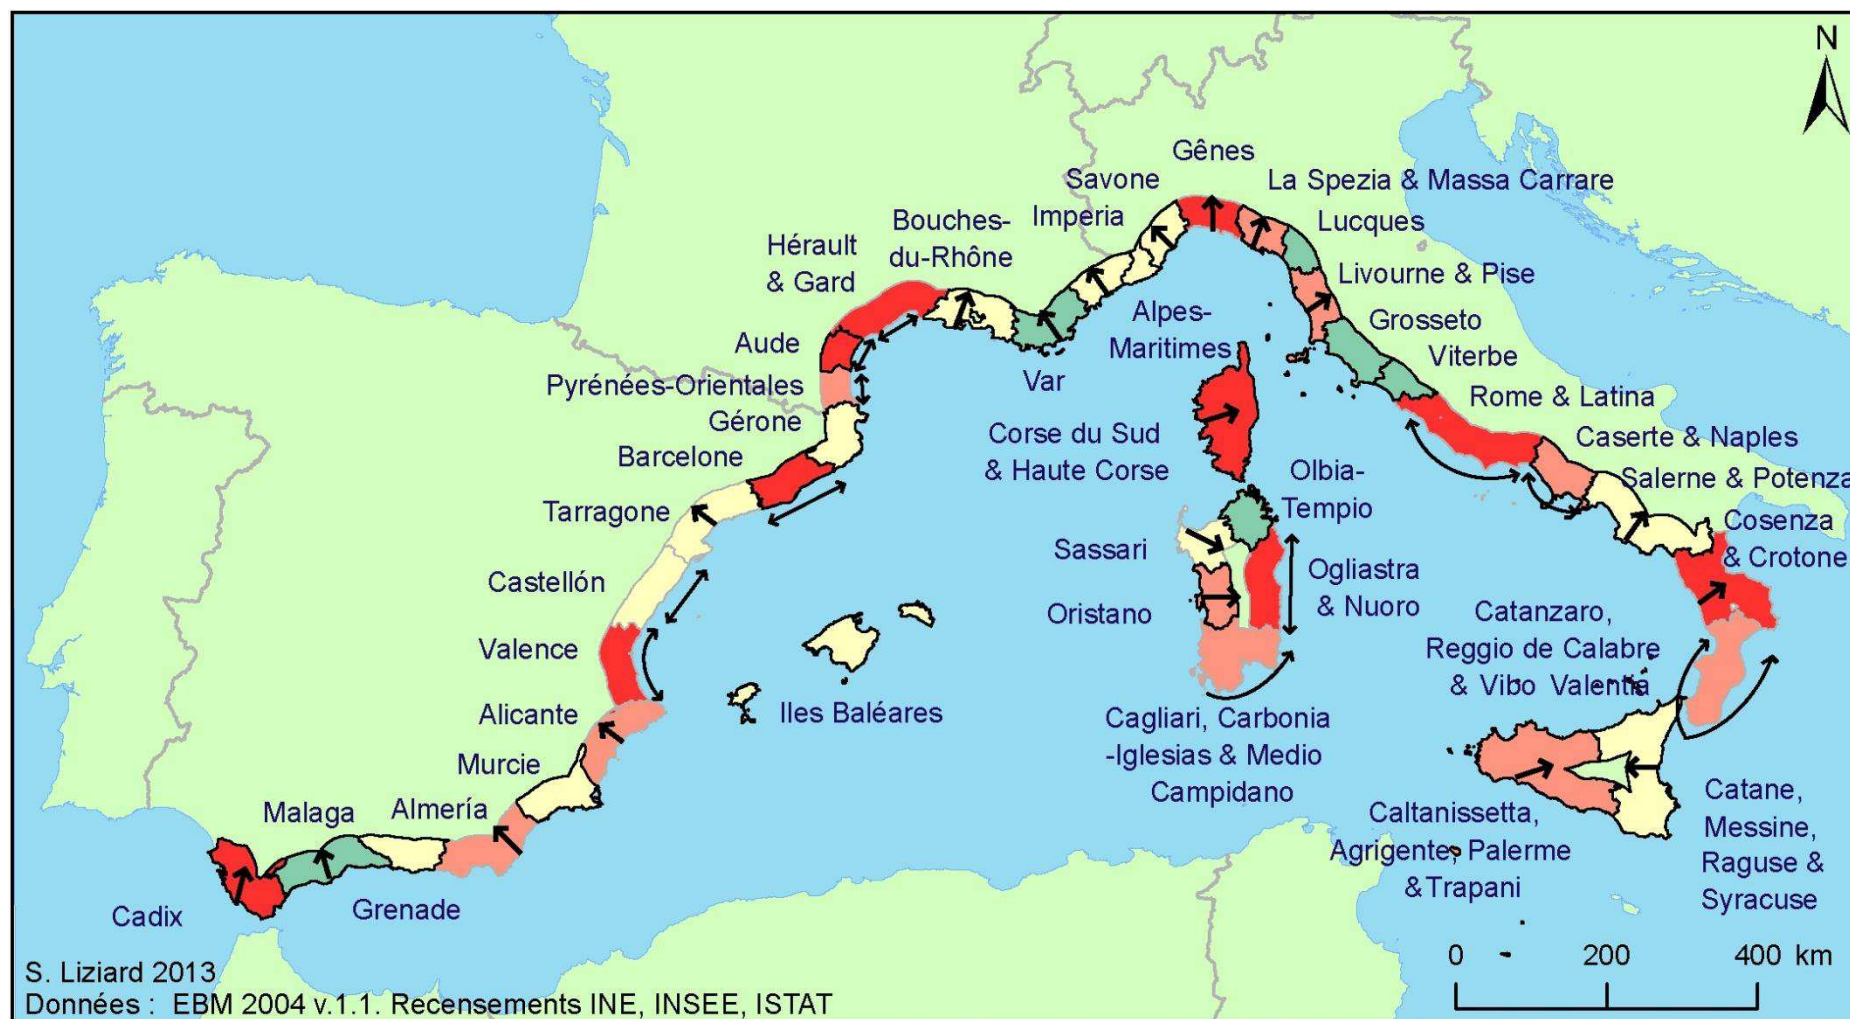 N
Gênes
Savone
La Spezia & Massa Carrare
Imperia
Lucques
Bouches-
du-Rhône
Hérault
& Gard
Livourne & Pise
Grosseto
Viterbe
Alpes-
Maritimes
Aude
Var
Pyrénées-Orientales
Gérone
Rome & Latina
Corse du Sud
& Haute Corse
Caserte & Naples
Barcelone
Olbia-
Tempio
Salerne & Potenza
Tarragone
Cosenza
& Crotone
Sassari
Castellón
Ogliastra
& Nuoro
Oristano
Catanzaro,
Reggio de Calabre
& Vibo Valentia
Valence
Alicante
Iles Baléares
Cagliari, Carbonia
-Iglesias & Medio
Campidano
Murcie
Malaga
Almería
Caltanissetta,
Agrigente, Palerme
&Trapani
Catane,
Messine,
Raguse &
Syracuse
Cadix
Grenade
0 200 400 km
S. Liziard 2013
Données : EBM 2004 v.1.1. Recensements INE, INSEE, ISTAT